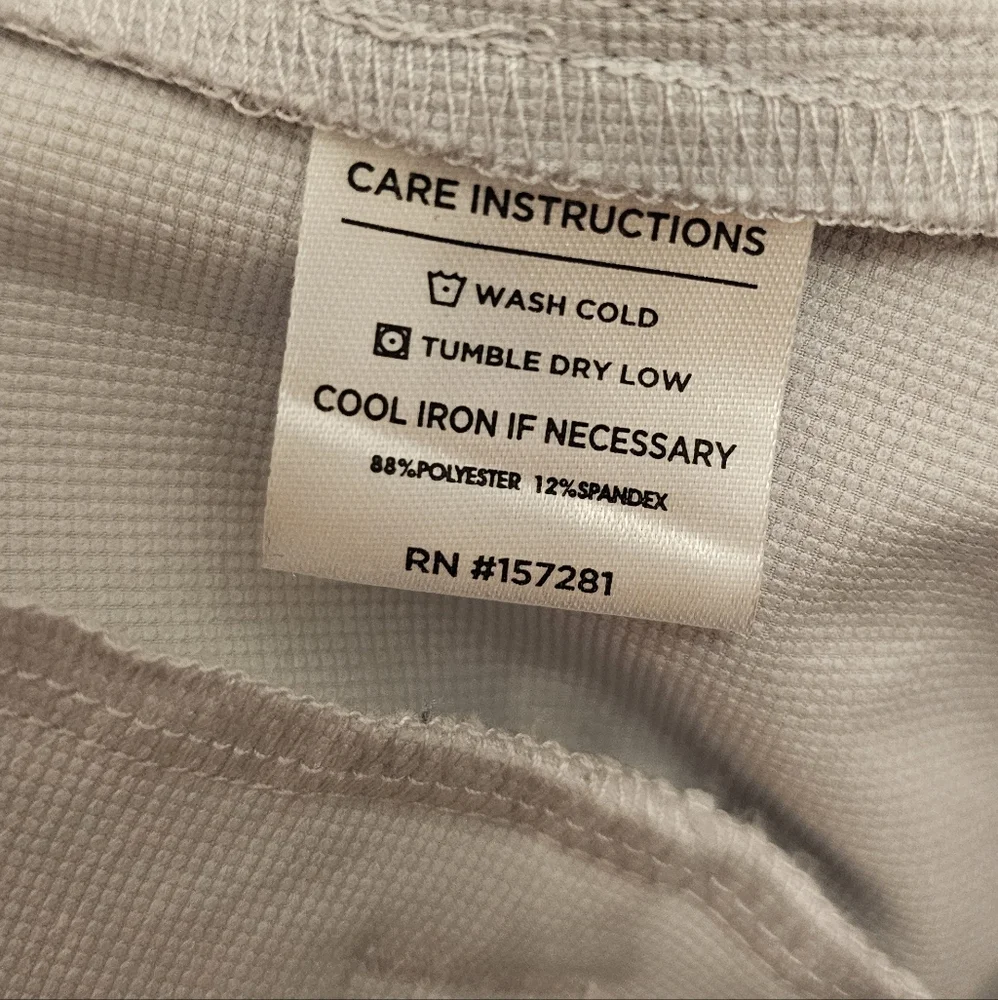 CARE INSTRUCTIONS
WASH COLD
TUMBLE DRY LOW
COOL IRON IF NECESSARY
88%POLYESTER 12%SPANDEX
RN #157281